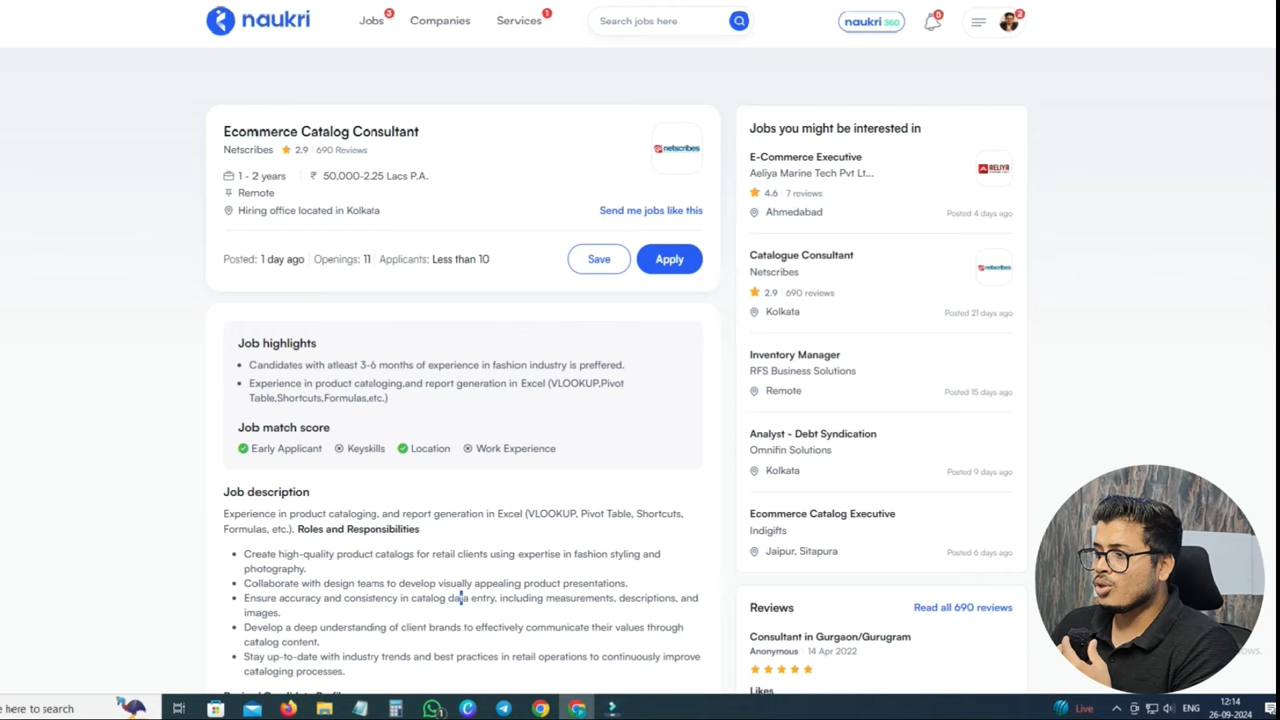 naukri
Jobs
3
Companies
Services
1
Search jobs here
naukri 360
6
2
Ecommerce Catalog Consultant
Netscribes 2.9 690 Reviews
netscribes
1 - 2 years ₹ 50,000-2.25 Lacs P.A.
Remote
Hiring office located in Kolkata
Send me jobs like this
Posted: 1 day ago Openings: 11 Applicants: Less than 10
Save
Apply
Job highlights
Candidates with atleast 3-6 months of experience in fashion industry is preffered.
Experience in product cataloging,and report generation in Excel (VLOOKUP,Pivot
Table,Shortcuts,Formulas,etc.)
Job match score
Early Applicant Keyskills Location Work Experience
Job description
Experience in product cataloging, and report generation in Excel (VLOOKUP, Pivot Table, Shortcuts,
Formulas, etc.). Roles and Responsibilities
Create high-quality product catalogs for retail clients using expertise in fashion styling and
photography.
Collaborate with design teams to develop visually appealing product presentations.
Ensure accuracy and consistency in catalog data entry, including measurements, descriptions, and
images.
Develop a deep understanding of client brands to effectively communicate their values through
catalog content.
Stay up-to-date with industry trends and best practices in retail operations to continuously improve
cataloging processes.
Jobs you might be interested in
E-Commerce Executive
Aeliya Marine Tech Pvt Lt...
AELIYA
4.6 7 reviews
Ahmedabad
Posted 4 days ago
Catalogue Consultant
Netscribes
netscribes
2.9 690 reviews
Kolkata
Posted 21 days ago
Inventory Manager
RFS Business Solutions
Remote
Posted 15 days ago
Analyst - Debt Syndication
Omnifin Solutions
Kolkata
Posted 9 days ago
Ecommerce Catalog Executive
Indigifts
Jaipur, Sitapura
Posted 6 days ago
Reviews
Read all 690 reviews
Consultant in Gurgaon/Gurugram
Anonymous 14 Apr 2022
Likes
here to search
1
Live
ENG
12:14
26-09-2024